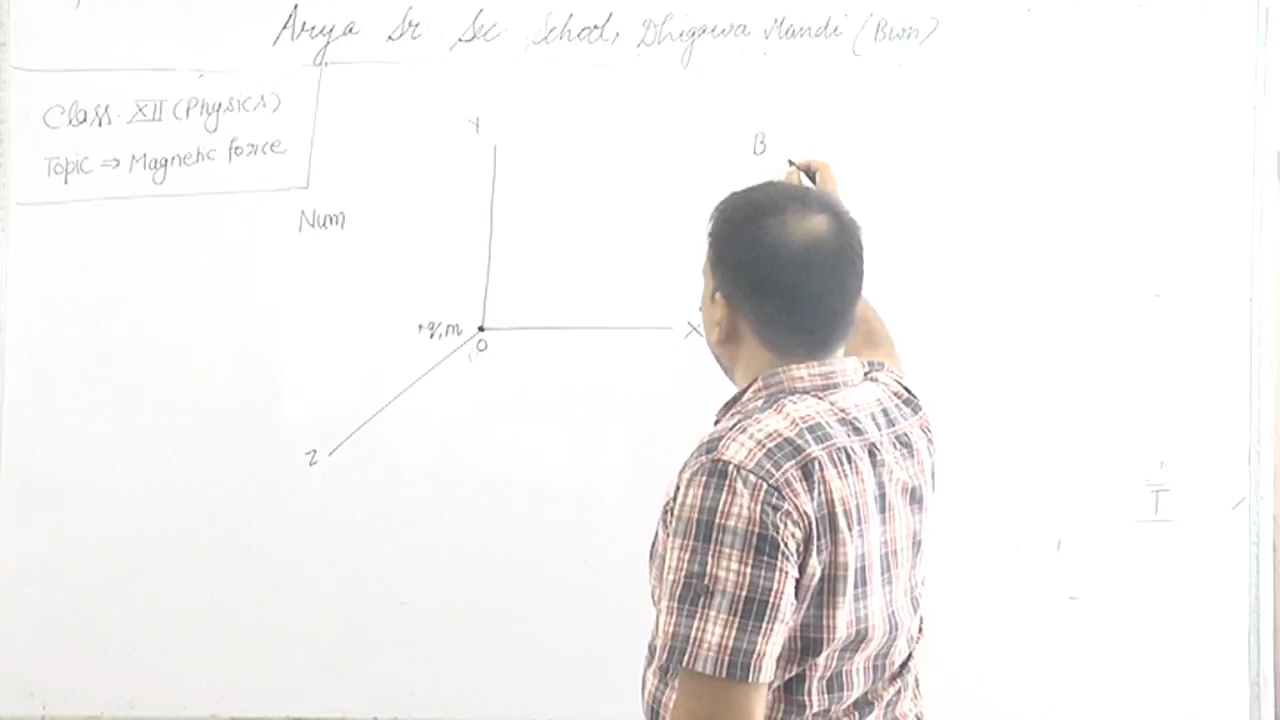 Arya Sr. Sec. School, Dhigawa Mandi (Bwn)
Class. XII (Physics)
Topic ⇒ Magnetic force
Y
B
Num
+q,m
O
X
Z
T